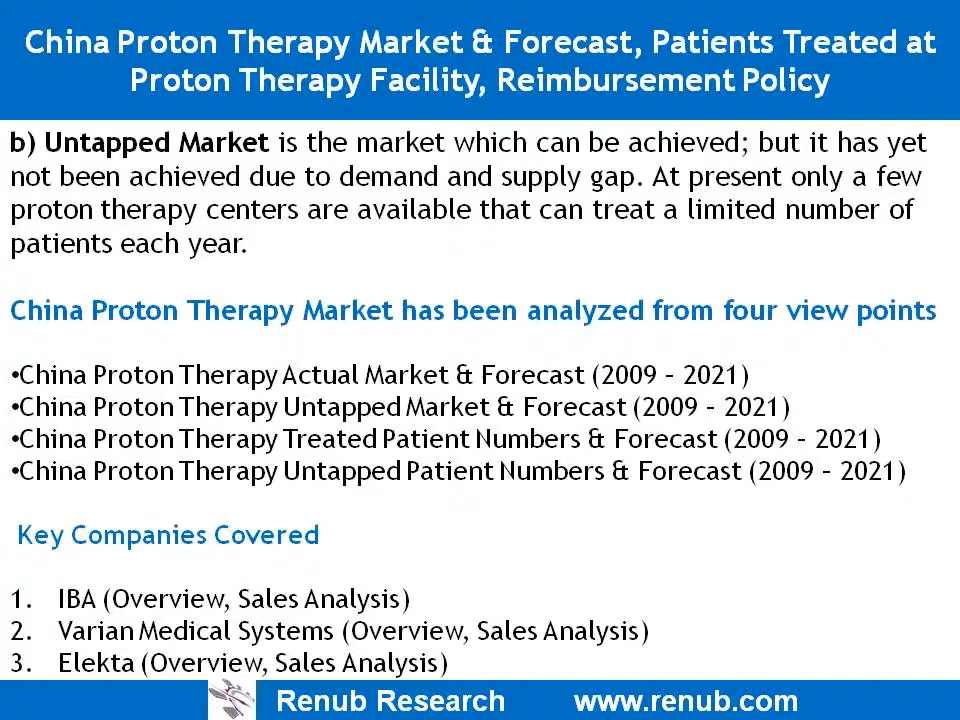 China Proton Therapy Market & Forecast, Patients Treated at
Proton Therapy Facility, Reimbursement Policy
b) Untapped Market is the market which can be achieved; but it has yet
not been achieved due to demand and supply gap. At present only a few
proton therapy centers are available that can treat a limited number of
patients each year.
China Proton Therapy Market has been analyzed from four view points
•China Proton Therapy Actual Market & Forecast (2009 – 2021)
•China Proton Therapy Untapped Market & Forecast (2009 – 2021)
•China Proton Therapy Treated Patient Numbers & Forecast (2009 – 2021)
•China Proton Therapy Untapped Patient Numbers & Forecast (2009 – 2021)
Key Companies Covered
1. IBA (Overview, Sales Analysis)
2. Varian Medical Systems (Overview, Sales Analysis)
3. Elekta (Overview, Sales Analysis)
Renub Research www.renub.com